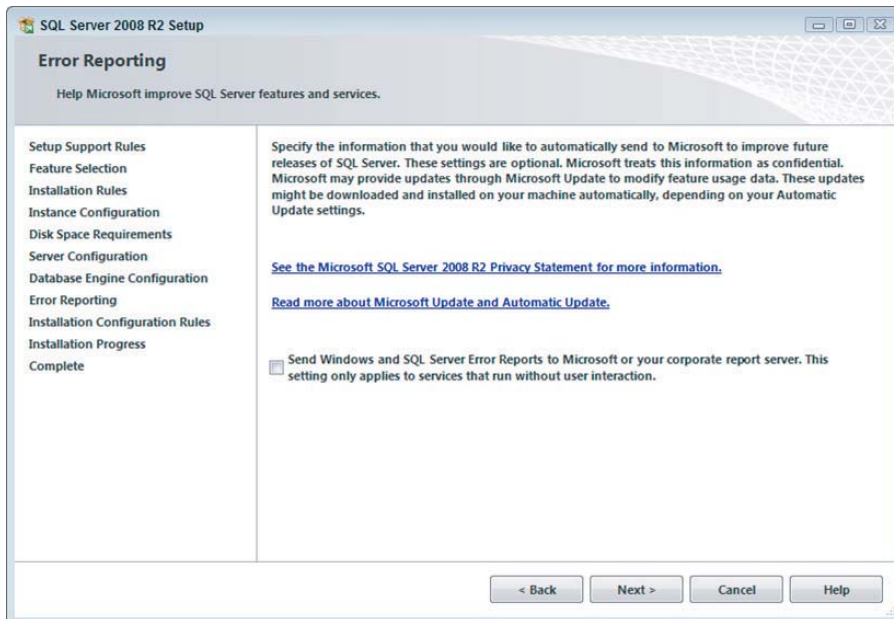 SQL Server 2008 R2 Setup
Error Reporting
Help Microsoft improve SQL Server features and services.
Setup Support Rules
Feature Selection
Installation Rules
Instance Configuration
Disk Space Requirements
Server Configuration
Database Engine Configuration
Error Reporting
Installation Configuration Rules
Installation Progress
Complete
Specify the information that you would like to automatically send to Microsoft to improve future
releases of SQL Server. These settings are optional. Microsoft treats this information as confidential.
Microsoft may provide updates through Microsoft Update to modify feature usage data. These updates
might be downloaded and installed on your machine automatically, depending on your Automatic
Update settings.
See the Microsoft SQL Server 2008 R2 Privacy Statement for more information.
Read more about Microsoft Update and Automatic Update.
Send Windows and SQL Server Error Reports to Microsoft or your corporate report server. This
setting only applies to services that run without user interaction.
< Back Next > Cancel Help